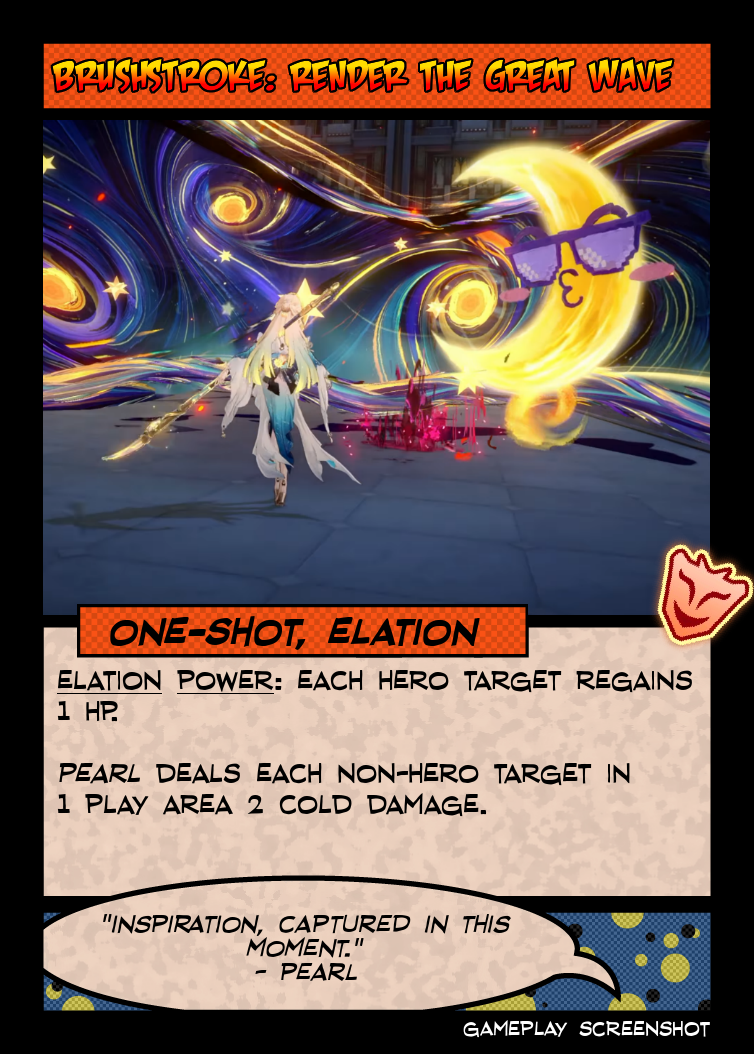 BRUSHSTROKE: RENDER THE GREAT WAVE
ONE-SHOT, ELATION
ELATION POWER: EACH HERO TARGET REGAINS
1 HP.
PEARL DEALS EACH NON-HERO TARGET IN
1 PLAY AREA 2 COLD DAMAGE.
"INSPIRATION, CAPTURED IN THIS
MOMENT."
- PEARL
GAMEPLAY SCREENSHOT